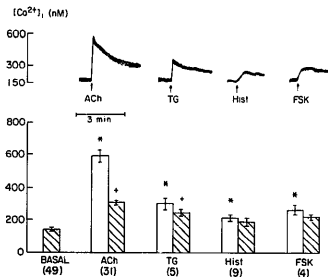 [Ca2+]i (nM)
600
300
150
ACh
TG
Hist
FSK
3 min
800
600
400
200
0
*
+
*
+
*
*
BASAL ACh TG Hist FSK
(49) (31) (5) (9) (4)